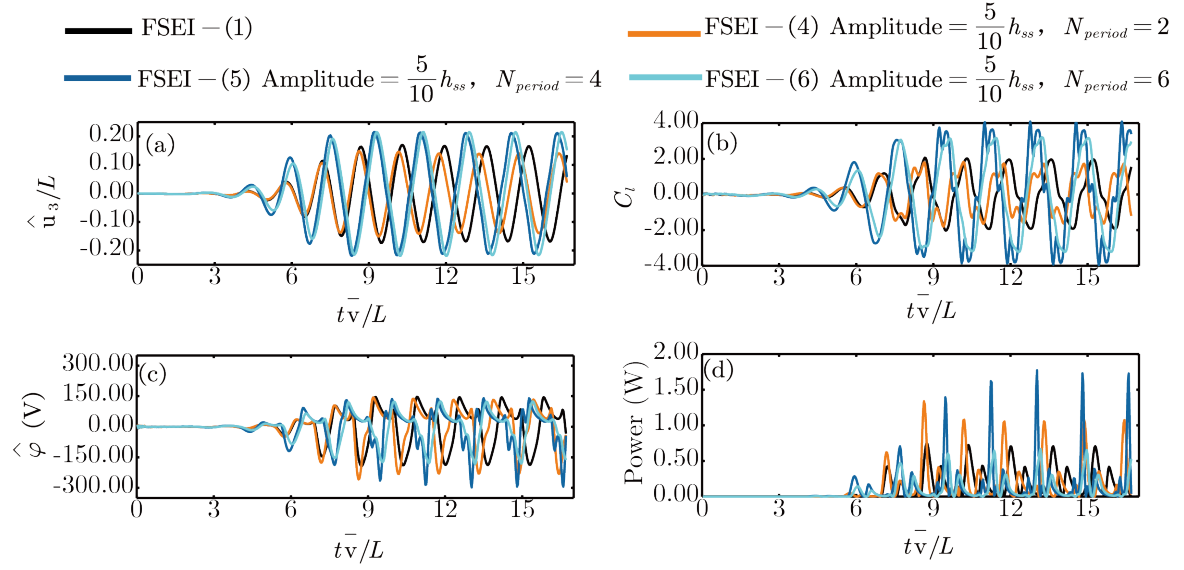 FSEI – (1)
FSEI – (4) Amplitude = 5/10 h_ss, N_period = 2
FSEI – (5) Amplitude = 5/10 h_ss, N_period = 4
FSEI – (6) Amplitude = 5/10 h_ss, N_period = 6
(a)
0.20
0.10
0.00
-0.10
-0.20
û_3/L
0 3 6 9 12 15
tv̄/L
(b)
4.00
2.00
0.00
-2.00
-4.00
C_l
0 3 6 9 12 15
tv̄/L
(c)
300.00
150.00
0.00
-150.00
-300.00
φ̂ (V)
0 3 6 9 12 15
tv̄/L
(d)
2.00
1.50
1.00
0.50
0.00
Power (W)
0 3 6 9 12 15
tv̄/L